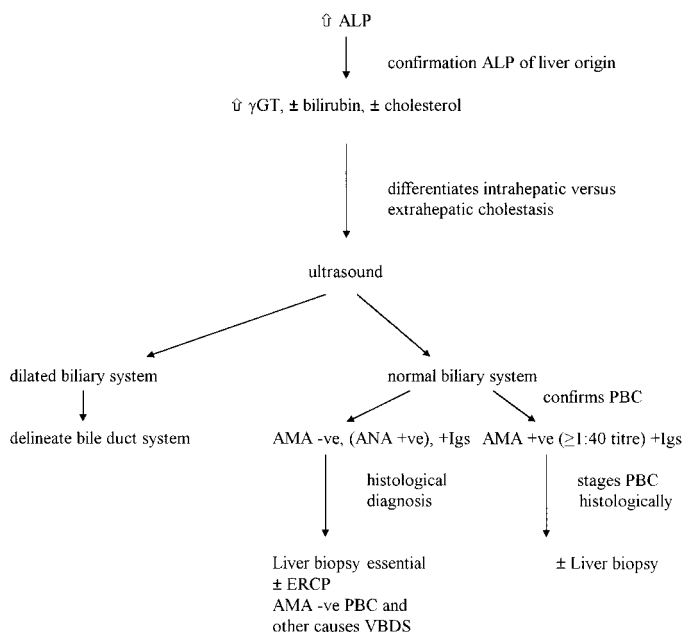 ⇧ ALP
confirmation ALP of liver origin
⇧ γGT, ± bilirubin, ± cholesterol
differentiates intrahepatic versus
extrahepatic cholestasis
ultrasound
dilated biliary system
normal biliary system
confirms PBC
delineate bile duct system
AMA -ve, (ANA +ve), +Igs
AMA +ve (≥1:40 titre) +Igs
histological
diagnosis
stages PBC
histologically
Liver biopsy essential
± ERCP
AMA -ve PBC and
other causes VBDS
± Liver biopsy